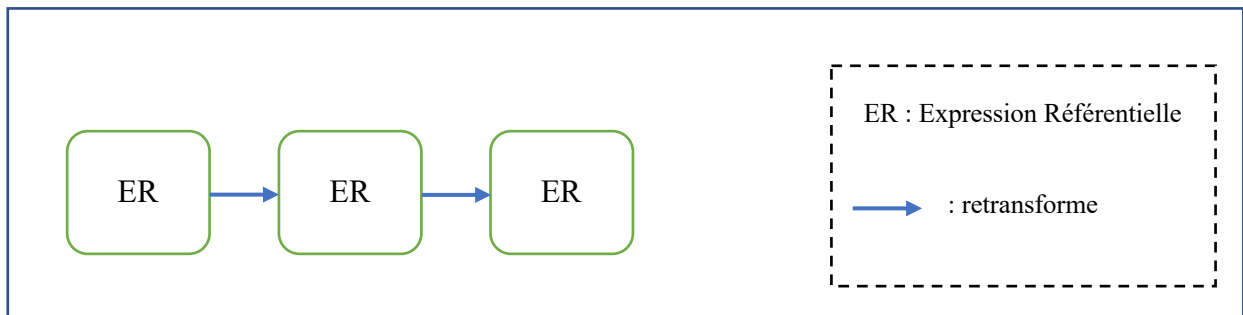 ER : Expression Référentielle
ER ER ER
: retransforme